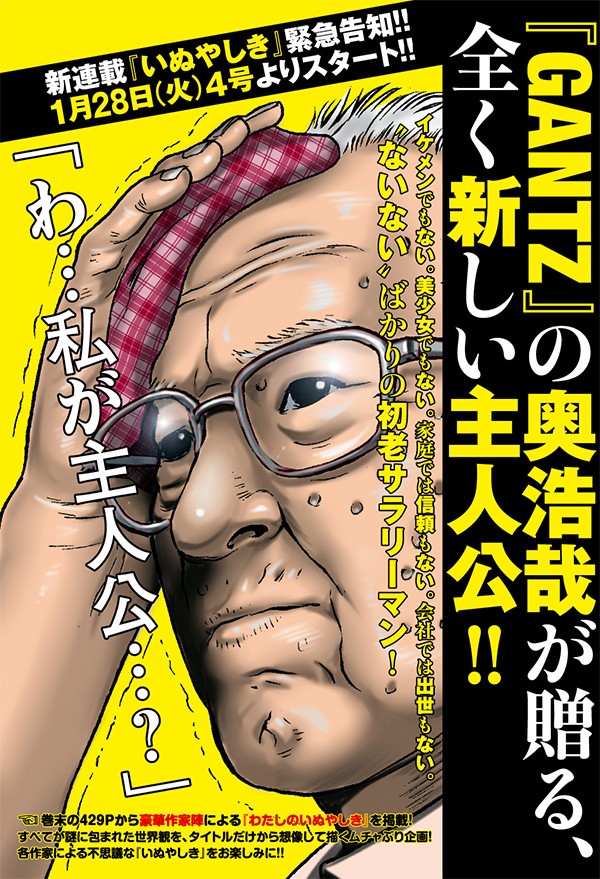 『GANTZ』の奥浩哉が贈る、
全く新しい主人公!!
新連載『いぬやしき』緊急告知!!
1月28日(火)4号よりスタート!!
イケメンでもない。美少女でもない。家庭では信頼もない。会社では出世もない。
“ないない”ばかりの初老サラリーマン!
「わ…私が主人公…?」
☜巻末の429Pから豪華作家陣による『わたしのいぬやしき』を掲載!
すべてが謎に包まれた世界観を、タイトルだけから想像して描くムチャぶり企画!
各作家による不思議な『いぬやしき』をお楽しみに!!